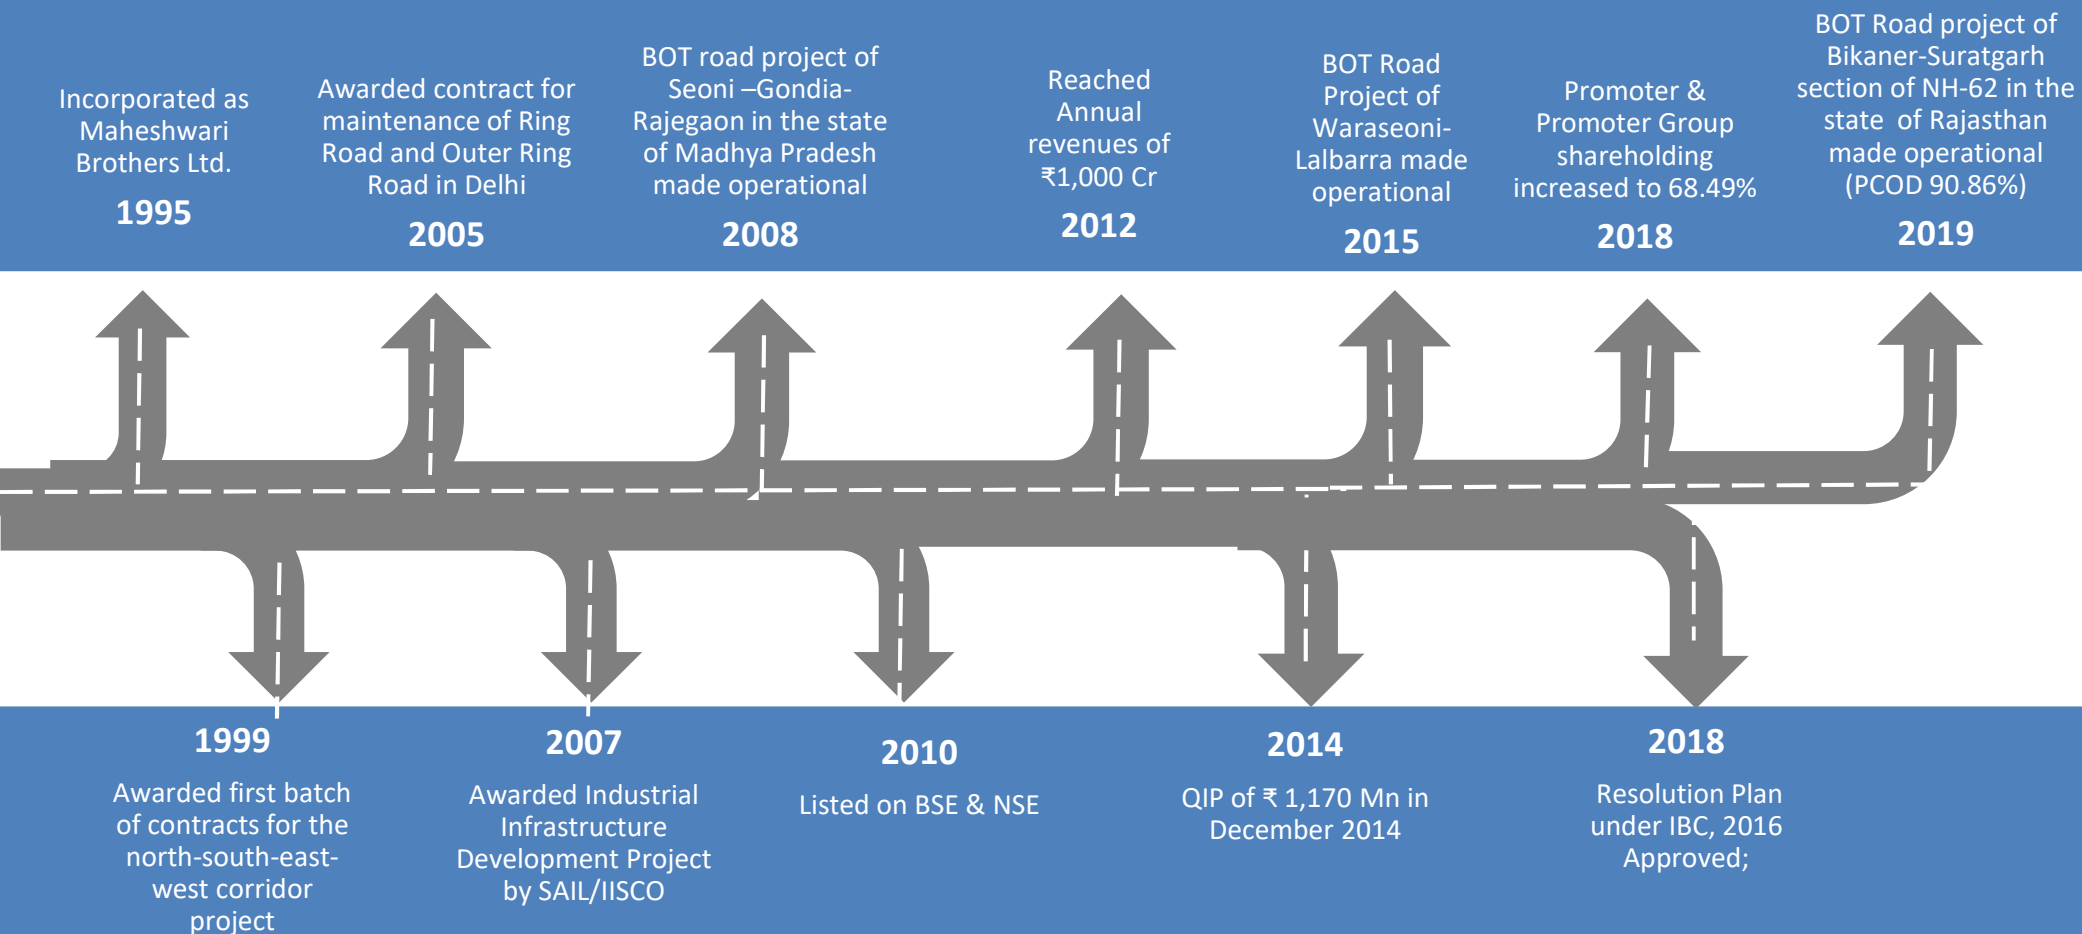 Incorporated as
Maheshwari
Brothers Ltd.
1995
Awarded contract for
maintenance of Ring
Road and Outer Ring
Road in Delhi
2005
BOT road project of
Seoni –Gondia-
Rajegaon in the state
of Madhya Pradesh
made operational
2008
Reached
Annual
revenues of
₹1,000 Cr
2012
BOT Road
Project of
Waraseoni-
Lalbarra made
operational
2015
Promoter &
Promoter Group
shareholding
increased to 68.49%
2018
BOT Road project of
Bikaner-Suratgarh
section of NH-62 in the
state of Rajasthan
made operational
(PCOD 90.86%)
2019
1999
Awarded first batch
of contracts for the
north-south-east-
west corridor
project
2007
Awarded Industrial
Infrastructure
Development Project
by SAIL/IISCO
2010
Listed on BSE & NSE
2014
QIP of ₹ 1,170 Mn in
December 2014
2018
Resolution Plan
under IBC, 2016
Approved;